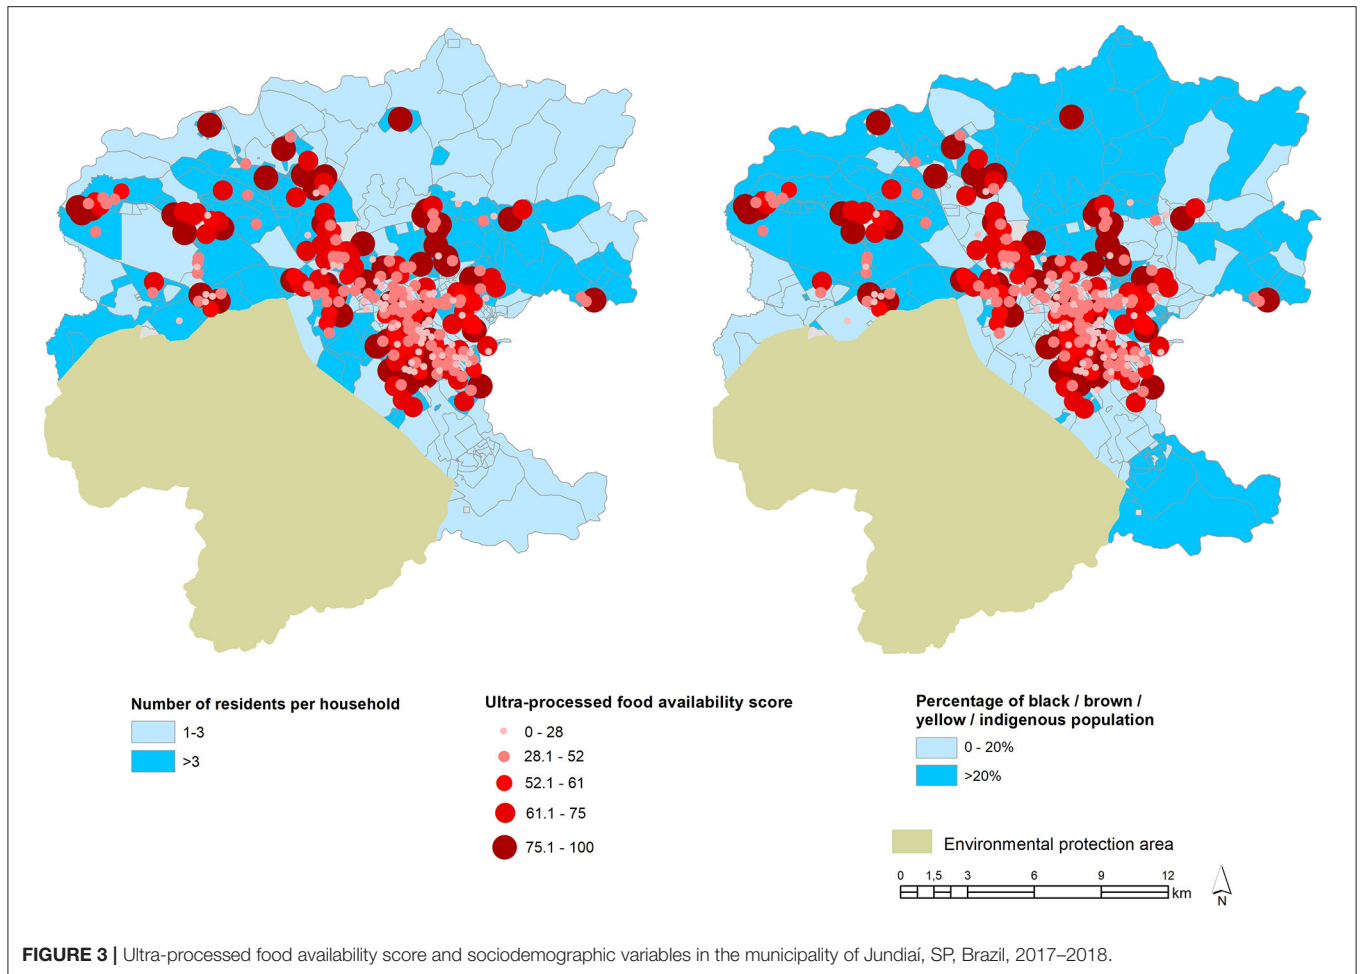 Number of residents per household
1-3
>3
Ultra-processed food availability score
0 - 28
28.1 - 52
52.1 - 61
61.1 - 75
75.1 - 100
Percentage of black / brown /
yellow / indigenous population
0 - 20%
>20%
Environmental protection area
0 1,5 3 6 9 12
km
N
FIGURE 3 | Ultra-processed food availability score and sociodemographic variables in the municipality of Jundiaí, SP, Brazil, 2017–2018.